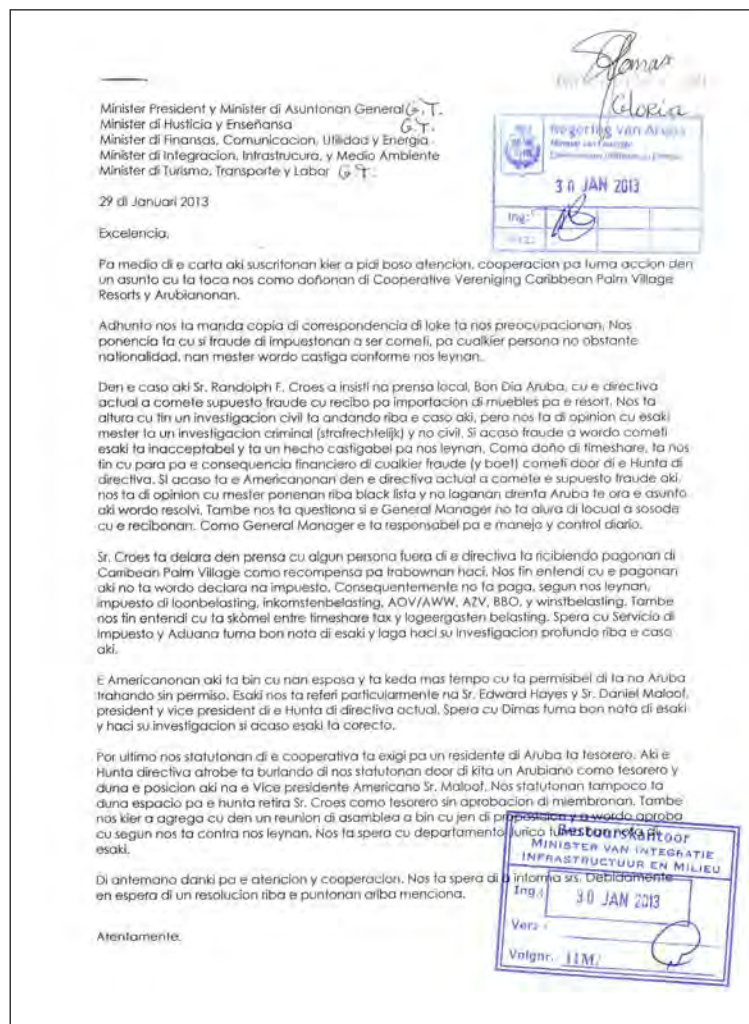 Gloria
Minister President y Minister di Asuntonan General G.T.
Minister di Husticia y Enseñansa G.T.
Minister di Finansas, Comunicacion, Utilidad y Energia
Minister di Integracion, Intrastrucura, y Medio Ambiente
Minister di Turismo, Transporte y Labor G.T.
Regering van Aruba
30 JAN 2013
Ing.:
29 di Januari 2013
Excelencia,
Pa medio di e carta aki suscritonan kier a pidi boso atencion, cooperacion pa tuma accion den
un asunto cu ta toca nos como doñonan di Cooperative Vereniging Caribbean Palm Village
Resorts y Arubianonan.
Adhunto nos ta manda copia di correspondencia di loke ta nos preocupacionan. Nos
ponencia ta cu si fraude di impuestonan a ser cometi, pa cualkier persona no obstante
nationalidad, nan mester wordo castiga conforme nos leynan.
Den e caso aki Sr. Randolph F. Croes a insisti na prensa local, Bon Dia Aruba, cu e directiva
actual a comete supuesto fraude cu recibo pa importacion di muebles pa e resort. Nos ta
altura cu tin un investigacion civil ta andando riba e caso aki, pero nos ta di opinion cu esaki
mester ta un investigacion criminal (strafrechtelijk) y no civil. Si acaso fraude a wordo cometi
esaki ta inacceptabel y ta un hecho castigabel pa nos leynan. Como doño di timeshare, ta nos
tin cu para pa e consequencia financiero di cualkier fraude (y boet) cometi door di e Hunta di
directiva. Si acaso ta e Americanonan den e directiva actual a comete e supuesto fraude aki
nos ta di opinion cu mester ponenan riba black lista y no laganan drenta Aruba te ora e asunto
aki wordo resolvi. Tambe nos ta questiona si e General Manager no ta alura di locual a sosode
cu e recibonan. Como General Manager e ta responsabel pa e manejo y control diario.
Sr. Croes ta delara den prensa cu algun persona fuera di e directiva ta ricibiendo pagonan di
Carribean Palm Village como recompensa pa trabownan haci. Nos tin entendi cu e pagonan
aki no ta wordo declara na impuesto. Consequentemente no ta paga, segun nos leynan,
impuesto di loonbelasting, inkomstenbelasting, AOV/AWW, AZV, BBO, y winstbelasting. Tambe
nos tin entendi cu ta skòmel entre timeshare tax y logeergasten belasting. Spera cu Servicio di
Impuesto y Aduana tuma bon nota di esaki y laga haci su investigacion profundo riba e caso
aki.
E Americanonan aki ta bin cu nan esposa y ta keda mas tempo cu ta permisibel di ta na Aruba
trahando sin permiso. Esaki nos ta referi particularmente na Sr. Edward Hayes y Sr. Daniel Maloof,
president y vice president di e Hunta di directiva actual. Spera cu Dimas tuma bon nota di esaki
y haci su investigacion si acaso esaki ta corecto.
Por ultimo nos statutonan di e cooperativa ta exigi pa un residente di Aruba ta tesorero. Aki e
Hunta directiva atrobe ta burlando di nos statutonan door di kita un Arubiano como tesorero y
duna e posicion aki na e Vice presidente Americano Sr. Maloof. Nos statutonan tampoco ta
duna espacio pa e hunta retira Sr. Croes como tesorero sin aprobacion di miembronan. Tambe
nos kier a agrega cu den un reunion di asamblea a bin cu jen di proposicion y a wordo aproba
cu segun nos ta contra nos leynan. Nos ta spera cu departamento Jurico tuma bon nota di
esaki.
Di antemano danki pa e atencion y cooperacion. Nos ta spera di a informa srs. Debidamente
en espera di un resolucion riba e puntonan ariba menciona.
Atentamente,
Bestuurskantoor
MINISTER VAN INTEGRATIE
INFRASTRUCTUUR EN MILIEU
Ing.: 30 JAN 2013
Verz.:
Volgnr. IIM/